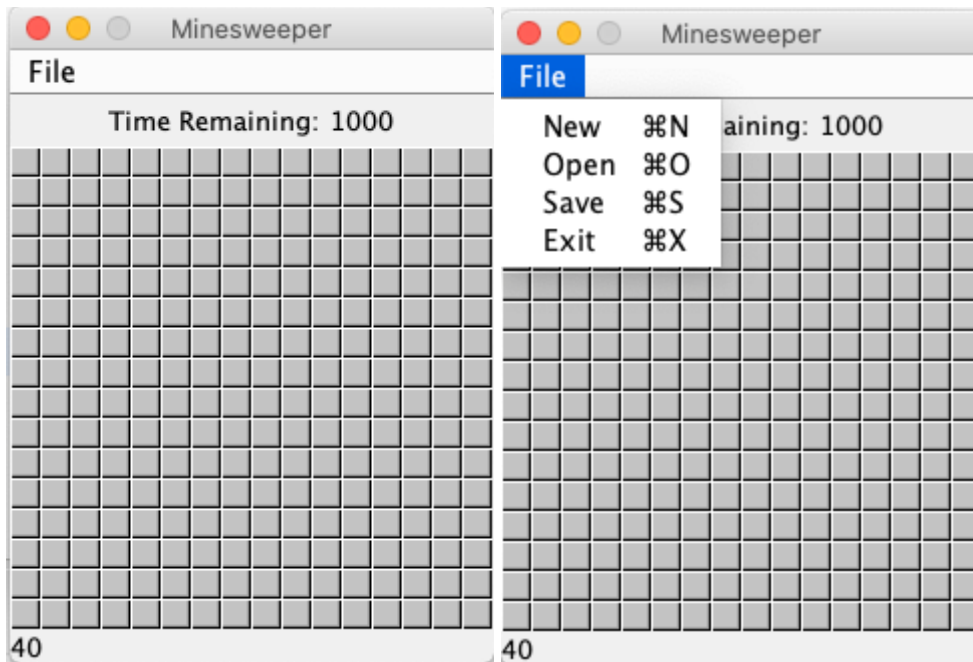 Minesweeper
File
Time Remaining: 1000
40
Minesweeper
File
aining: 1000
New ⌘N
Open ⌘O
Save ⌘S
Exit ⌘X
40